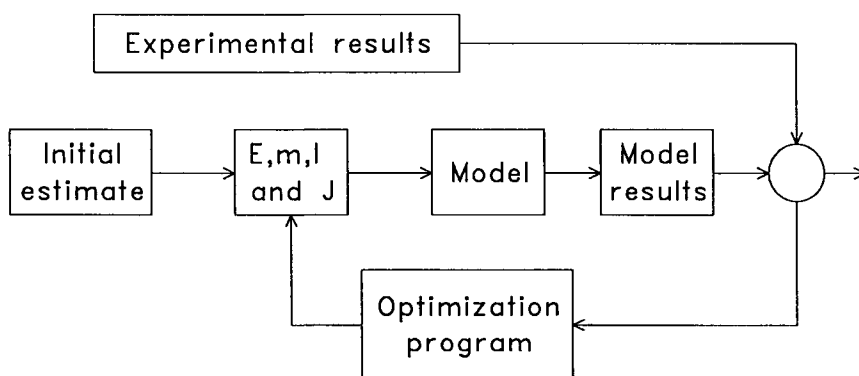 Experimental results
Initial
estimate
E,m,I
and J
Model
Model
results
Optimization
program